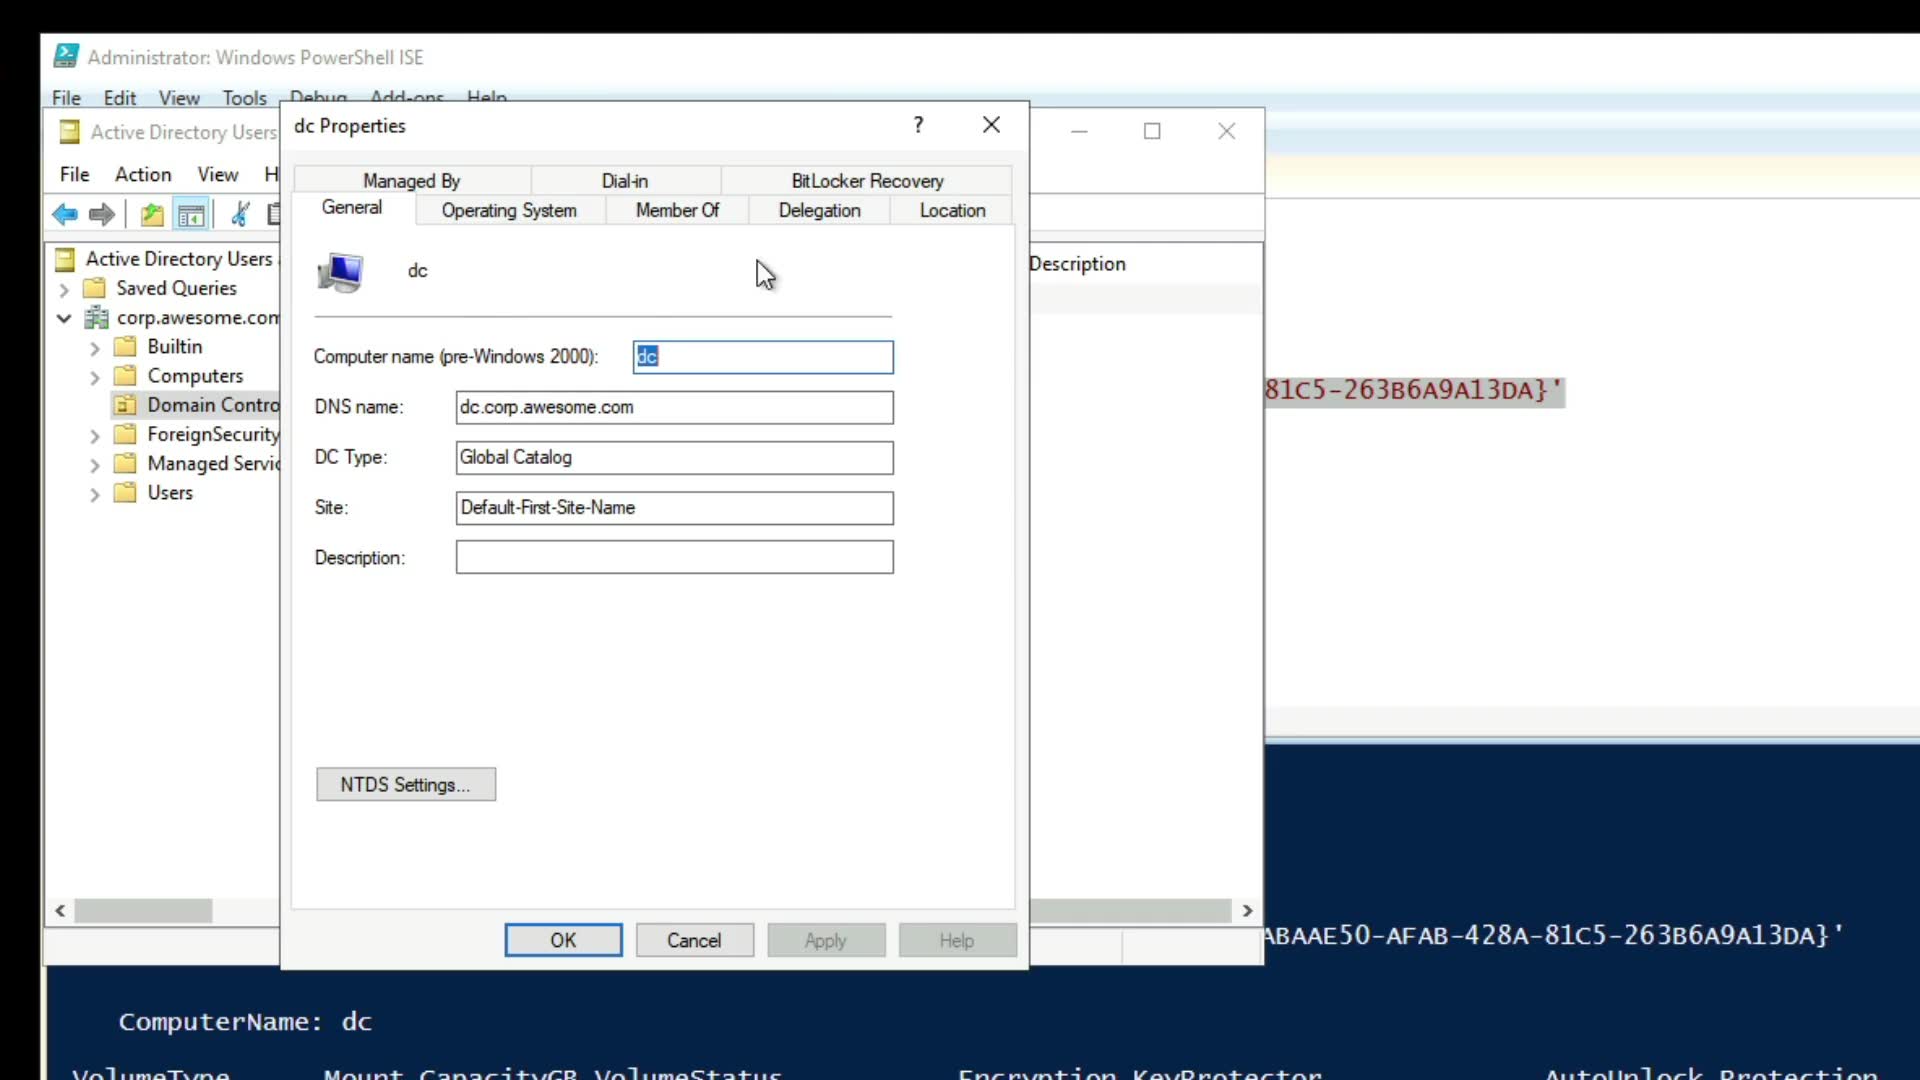 Administrator: Windows PowerShell ISE
File Edit View Tools Debug Add-ons Help
Active Directory Users
dc Properties
File Action View H
Managed By Dial-in BitLocker Recovery
General Operating System Member Of Delegation Location
Active Directory Users
Saved Queries
corp.awesome.com
Builtin
Computers
Domain Contro
ForeignSecurity
Managed Servic
Users
dc
Computer name (pre-Windows 2000): dc
DNS name: dc.corp.awesome.com
DC Type: Global Catalog
Site: Default-First-Site-Name
Description:
NTDS Settings...
OK Cancel Apply Help
Description
81C5-263B6A9A13DA}'
ABAAE50-AFAB-428A-81C5-263B6A9A13DA}'
ComputerName: dc
VolumeType Mount CapacityGB VolumeStatus Encryption KeyProtector AutoUnlock Protection